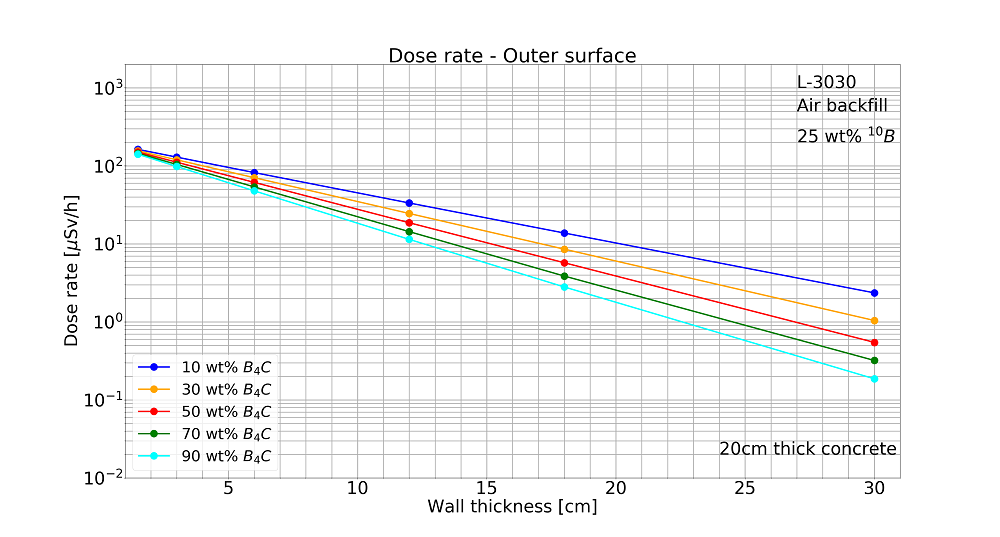 Dose rate - Outer surface
L-3030
Air backfill
25 wt% ¹⁰B
Dose rate [μSv/h]
10³
10²
10¹
10⁰
10⁻¹
10⁻²
10 wt% B₄C
30 wt% B₄C
50 wt% B₄C
70 wt% B₄C
90 wt% B₄C
20cm thick concrete
5 10 15 20 25 30
Wall thickness [cm]